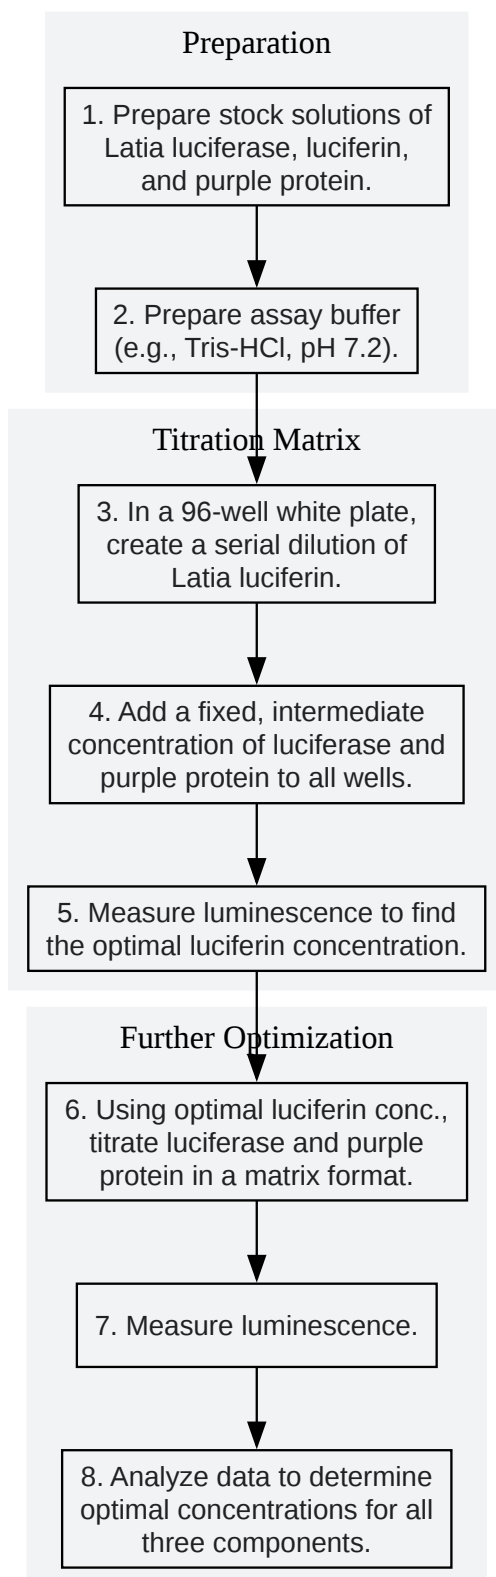 Preparation
1. Prepare stock solutions of
Latia luciferase, luciferin,
and purple protein.
2. Prepare assay buffer
(e.g., Tris-HCl, pH 7.2).
Titration Matrix
3. In a 96-well white plate,
create a serial dilution of
Latia luciferin.
4. Add a fixed, intermediate
concentration of luciferase and
purple protein to all wells.
5. Measure luminescence to find
the optimal luciferin concentration.
Further Optimization
6. Using optimal luciferin conc.,
titrate luciferase and purple
protein in a matrix format.
7. Measure luminescence.
8. Analyze data to determine
optimal concentrations for all
three components.